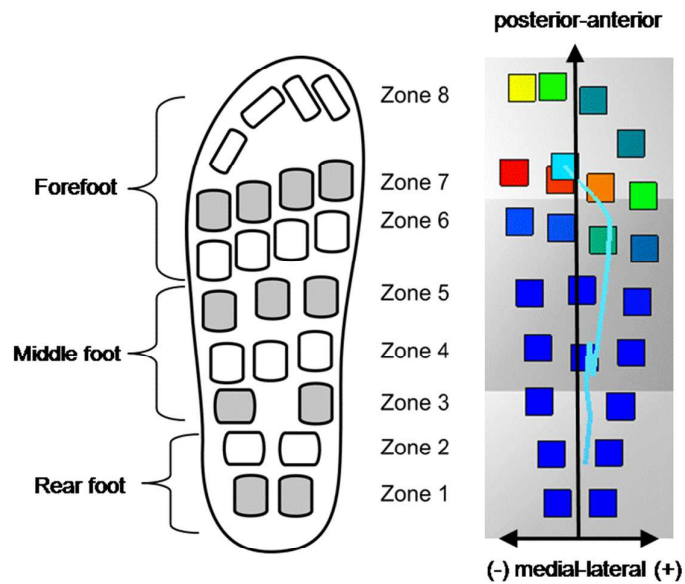 posterior-anterior
Zone 8
Forefoot
Zone 7
Zone 6
Zone 5
Middle foot
Zone 4
Zone 3
Zone 2
Rear foot
Zone 1
(-) medial-lateral (+)